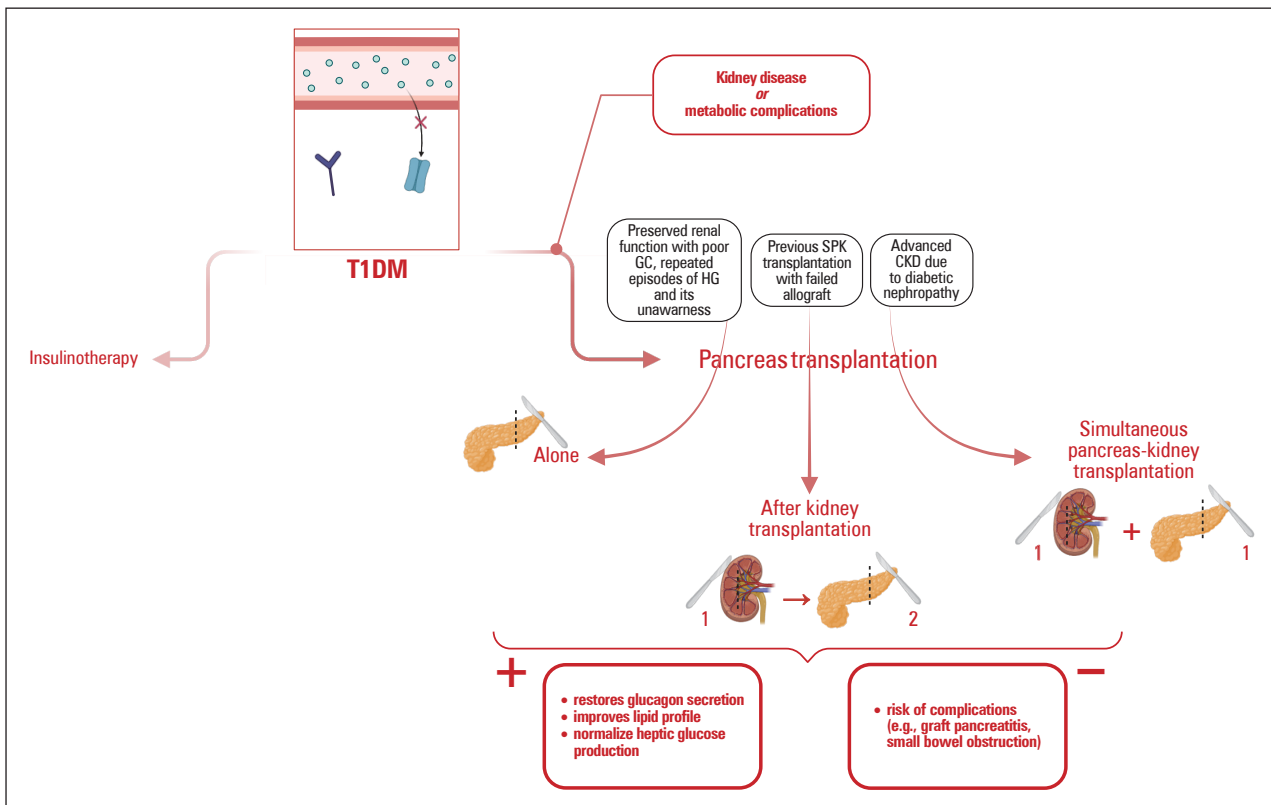 Kidney disease
or
metabolic complications
T1DM
Preserved renal
function with poor
GC, repeated
episodes of HG
and its
unawarness
Previous SPK
transplantation
with failed
allograft
Advanced
CKD due
to diabetic
nephropathy
Insulinotherapy
Pancreas transplantation
Alone
After kidney
transplantation
1
→
2
Simultaneous
pancreas-kidney
transplantation
1
+
1
+
• restores glucagon secretion
• improves lipid profile
• normalize heptic glucose
production
−
• risk of complications
(e.g., graft pancreatitis,
small bowel obstruction)